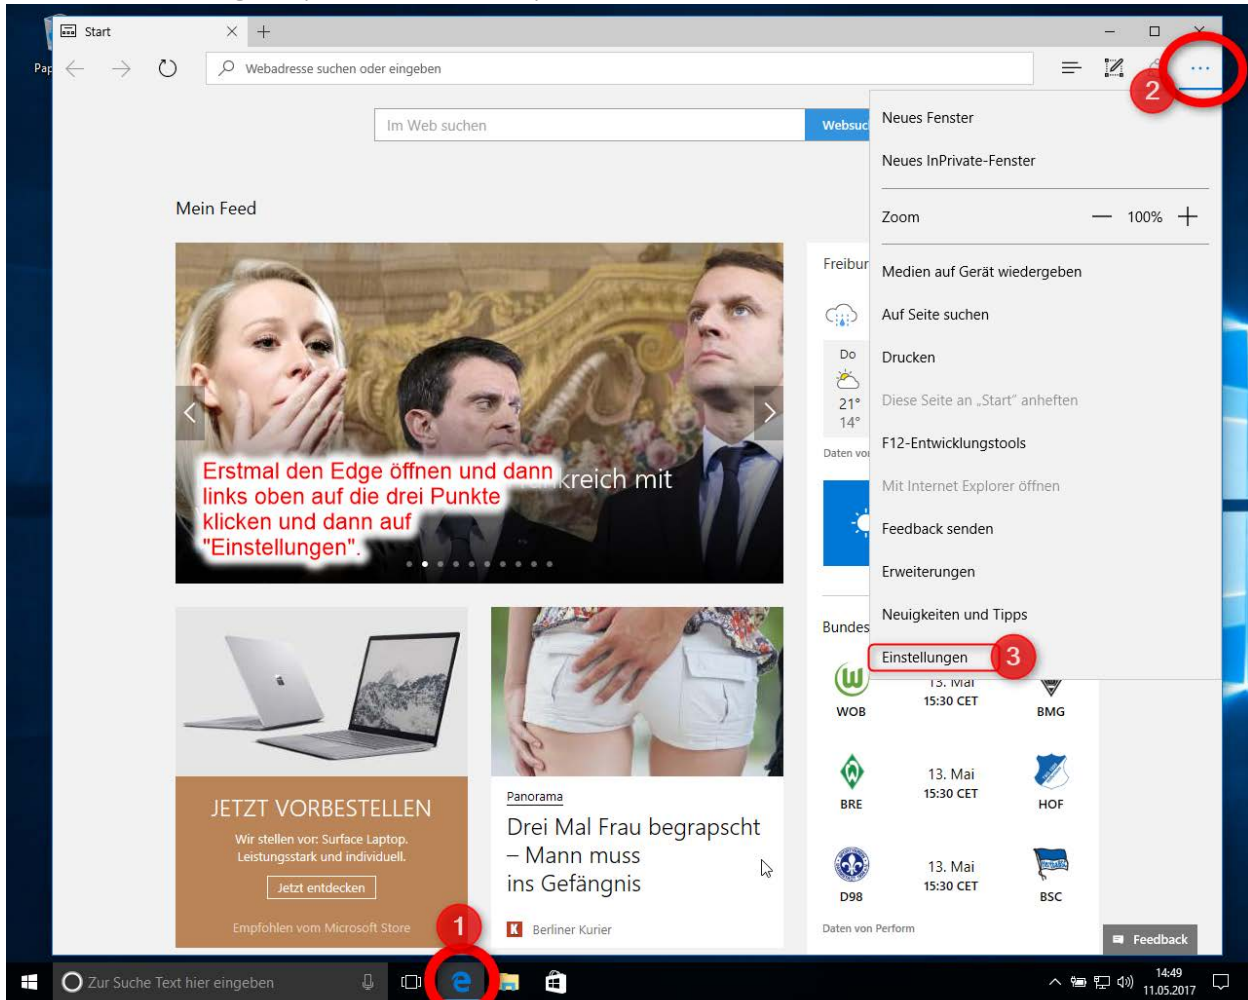 Start
Pap
Webadresse suchen oder eingeben
2
Im Web suchen
Websuc
Neues Fenster
Neues InPrivate-Fenster
Zoom
100%
Medien auf Gerät wiedergeben
Auf Seite suchen
Drucken
Diese Seite an „Start“ anheften
F12-Entwicklungstools
Mit Internet Explorer öffnen
Feedback senden
Erweiterungen
Neuigkeiten und Tipps
Einstellungen
3
Mein Feed
Erstmal den Edge öffnen und dann
links oben auf die drei Punkte
klicken und dann auf
"Einstellungen".
kreich mit
Freibur
Do
21°
14°
Daten vo
Bundes
13. Mai
WOB
15:30 CET
BMG
13. Mai
BRE
15:30 CET
HOF
13. Mai
D98
15:30 CET
BSC
Daten von Perform
JETZT VORBESTELLEN
Wir stellen vor: Surface Laptop.
Leistungsstark und individuell.
Jetzt entdecken
Empfohlen vom Microsoft Store
Panorama
Drei Mal Frau begrapscht
– Mann muss
ins Gefängnis
K Berliner Kurier
Feedback
1
Zur Suche Text hier eingeben
14:49
11.05.2017